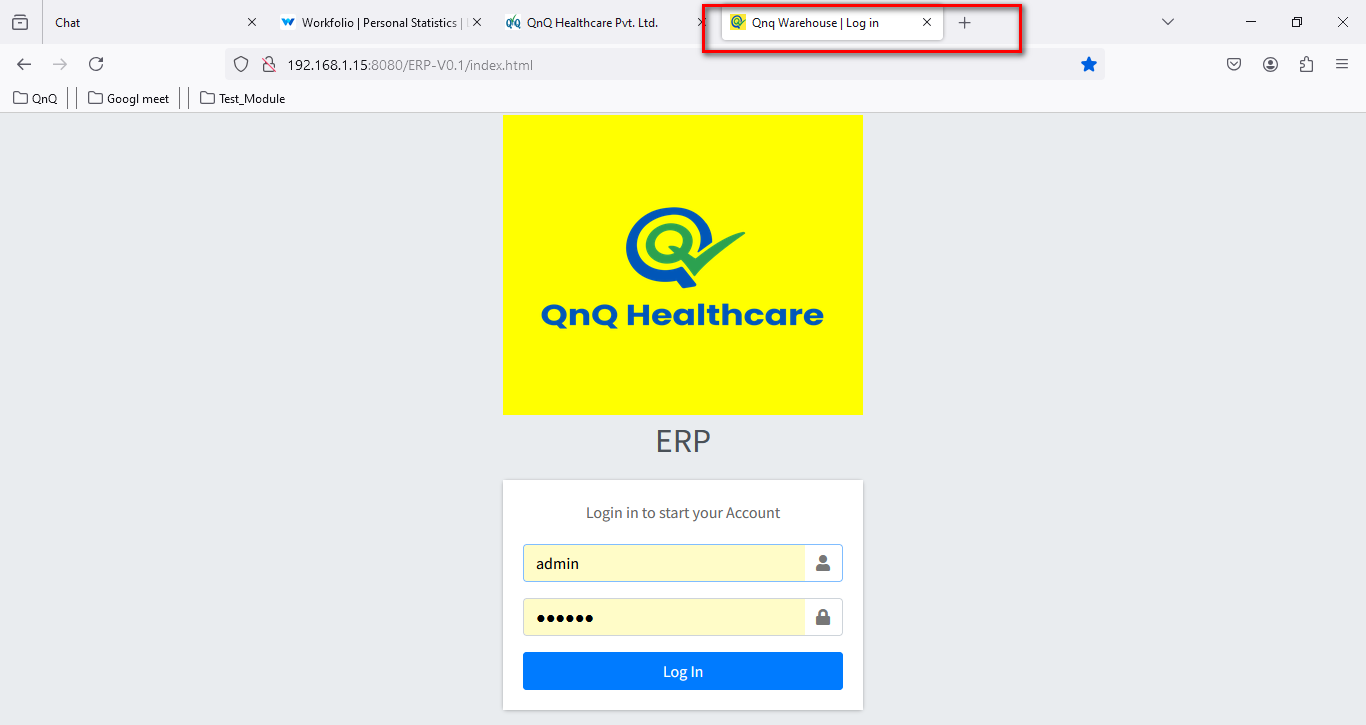 Chat
Workfolio | Personal Statistics |
QnQ Healthcare Pvt. Ltd.
Qnq Warehouse | Log in
192.168.1.15:8080/ERP-V0.1/index.html
QnQ
Googl meet
Test_Module
QnQ Healthcare
ERP
Login in to start your Account
admin
Log In